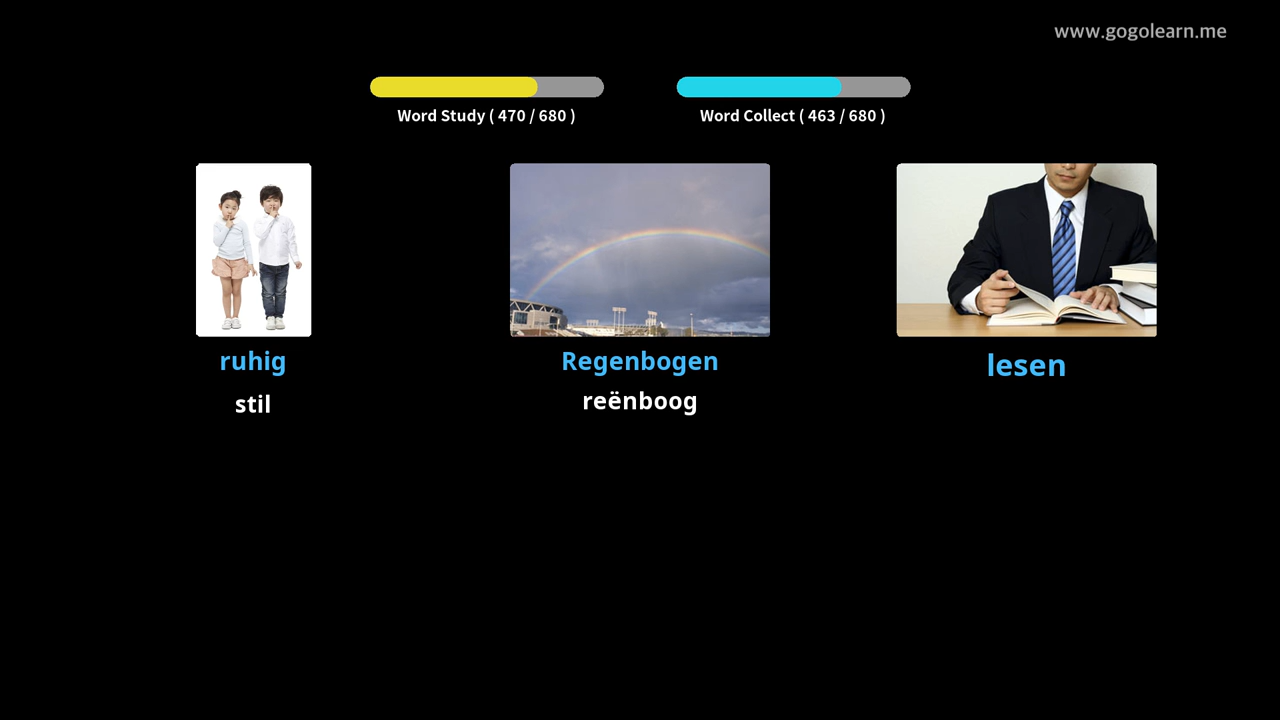 www.gogolearn.me
Word Study ( 470 / 680 )
Word Collect ( 463 / 680 )
ruhig
stil
Regenbogen
reënboog
lesen